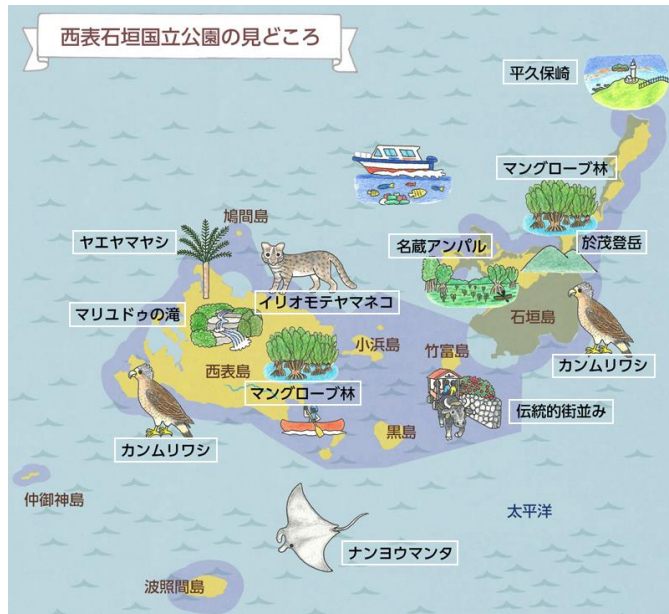 西表石垣国立公園の見どころ
平久保崎
マングローブ林
鳩間島
ヤエヤマヤシ
名蔵アンパル
於茂登岳
イリオモテヤマネコ
マリユドゥの滝
石垣島
小浜島
竹富島
西表島
カンムリワシ
マングローブ林
伝統的街並み
黒島
カンムリワシ
仲御神島
太平洋
ナンヨウマンタ
波照間島